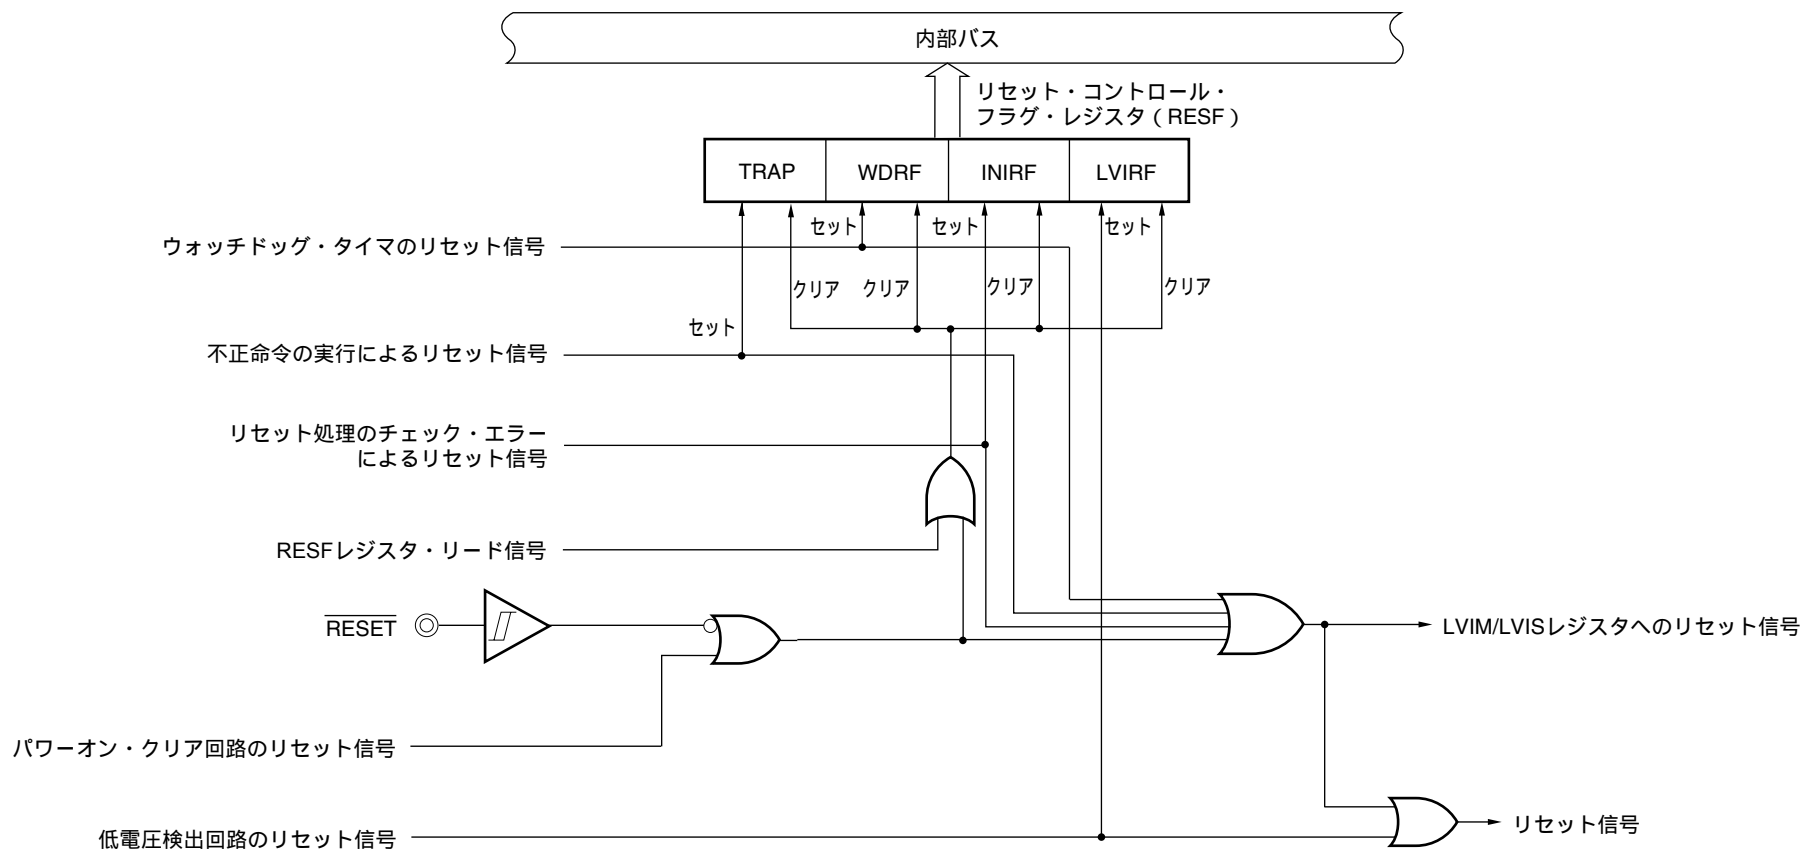 内部バス
リセット・コントロール・
フラグ・レジスタ（RESF）
TRAP
WDRF
INIRF
LVIRF
セット
セット
セット
ウォッチドッグ・タイマのリセット信号
クリア
クリア
クリア
クリア
セット
不正命令の実行によるリセット信号
リセット処理のチェック・エラー
によるリセット信号
RESFレジスタ・リード信号
RESET
LVIM/LVISレジスタへのリセット信号
パワーオン・クリア回路のリセット信号
低電圧検出回路のリセット信号
リセット信号